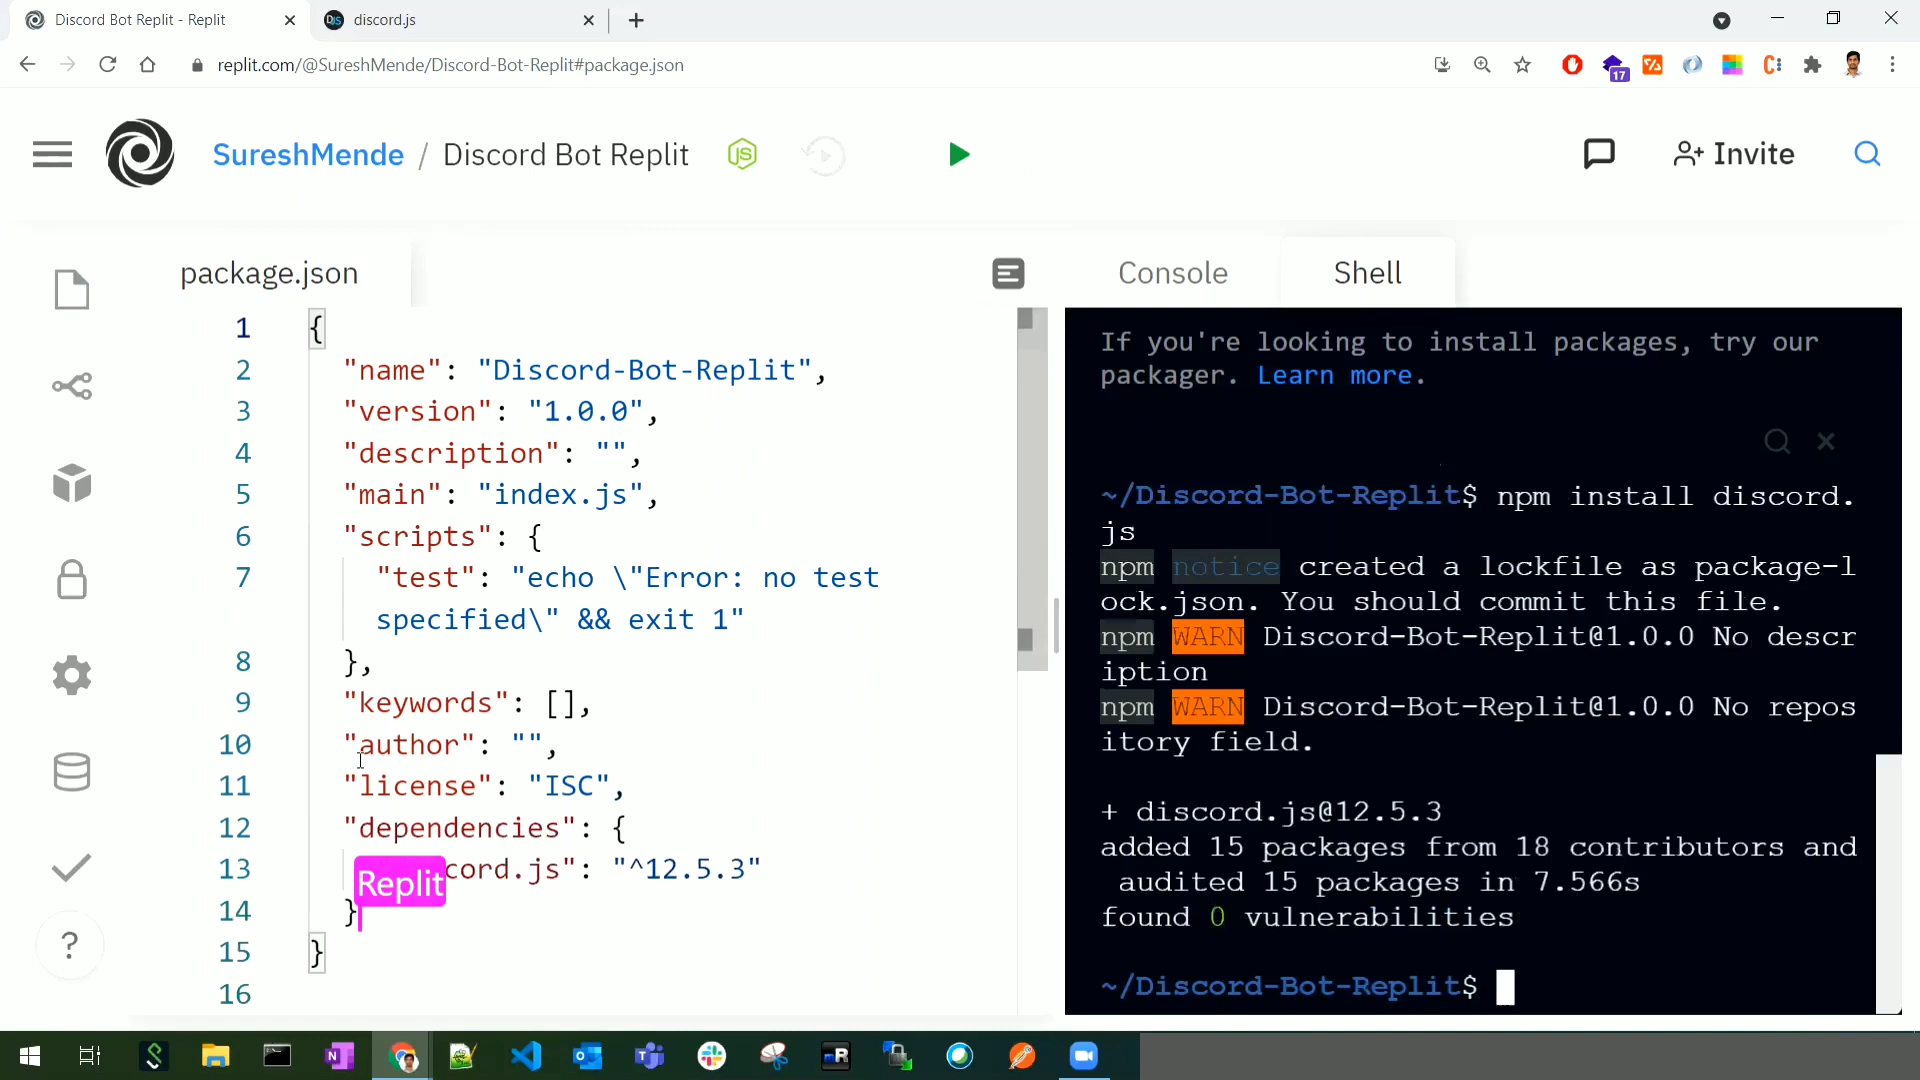 Discord Bot Replit - Replit
discord.js
replit.com/@SureshMende/Discord-Bot-Replit#package.json
17
SureshMende / Discord Bot Replit
Invite
package.json
Console
Shell
1 {
2 "name": "Discord-Bot-Replit",
3 "version": "1.0.0",
4 "description": "",
5 "main": "index.js",
6 "scripts": {
7 "test": "echo \"Error: no test
specified\" && exit 1"
8 },
9 "keywords": [],
10 "author": "",
11 "license": "ISC",
12 "dependencies": {
13 cord.js": "^12.5.3"
Replit
14 }
15 }
16
If you're looking to install packages, try our
packager. Learn more.
~/Discord-Bot-Replit$ npm install discord.
js
npm notice created a lockfile as package-l
ock.json. You should commit this file.
npm WARN Discord-Bot-Replit@1.0.0 No descr
iption
npm WARN Discord-Bot-Replit@1.0.0 No repos
itory field.
+ discord.js@12.5.3
added 15 packages from 18 contributors and
audited 15 packages in 7.566s
found 0 vulnerabilities
~/Discord-Bot-Replit$